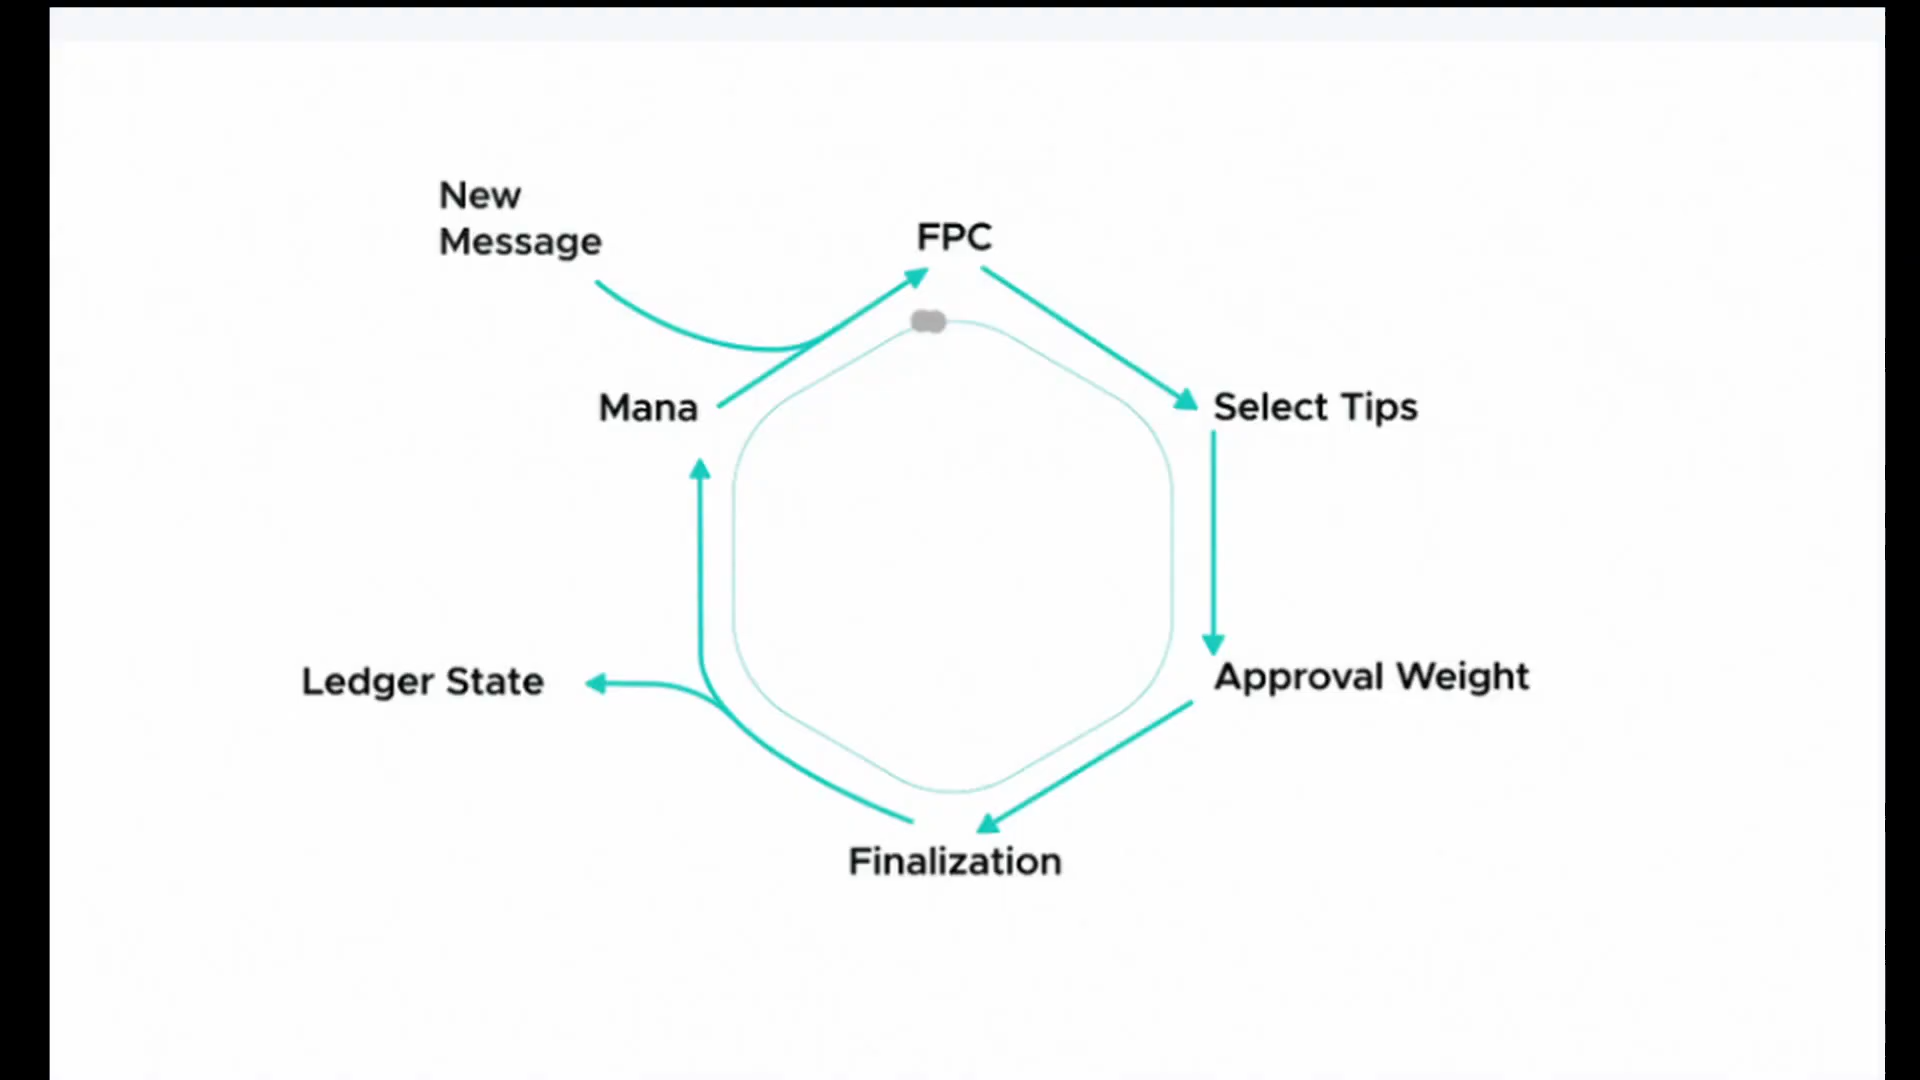 New
Message
FPC
Mana
Select Tips
Ledger State
Approval Weight
Finalization